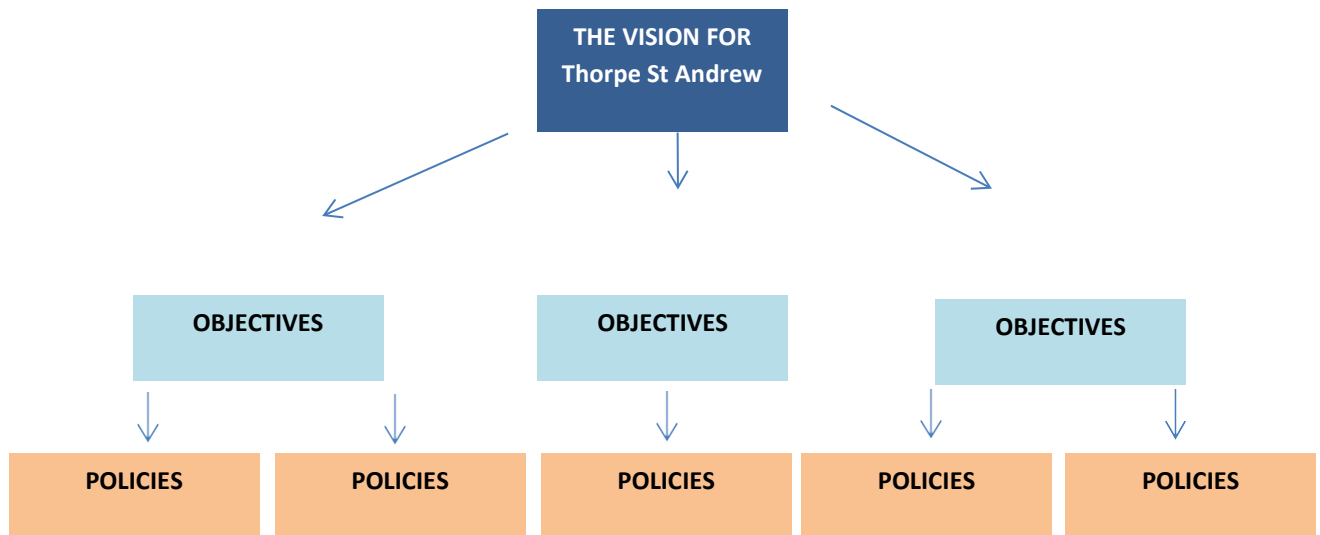 THE VISION FOR
Thorpe St Andrew
OBJECTIVES
OBJECTIVES
OBJECTIVES
POLICIES
POLICIES
POLICIES
POLICIES
POLICIES